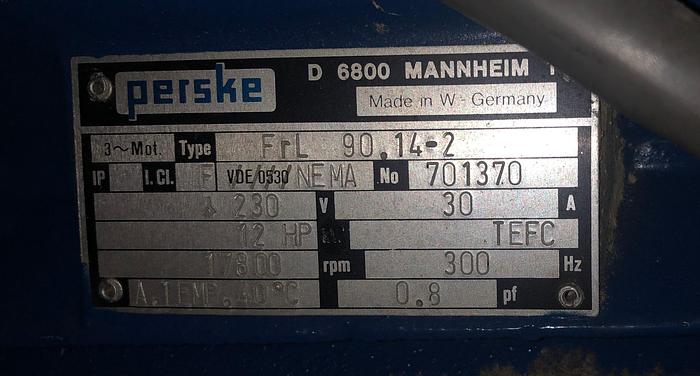 perske
D 6800 MANNHEIM 1
Made in W-Germany
3~Mot. Type FrL 90.14-2
IP I.Cl. F VDE 0530 / NEMA No 701370
230 V 30 A
12 HP TEFC
17800 rpm 300 Hz
A.TEMP. 40°C 0.8 pf